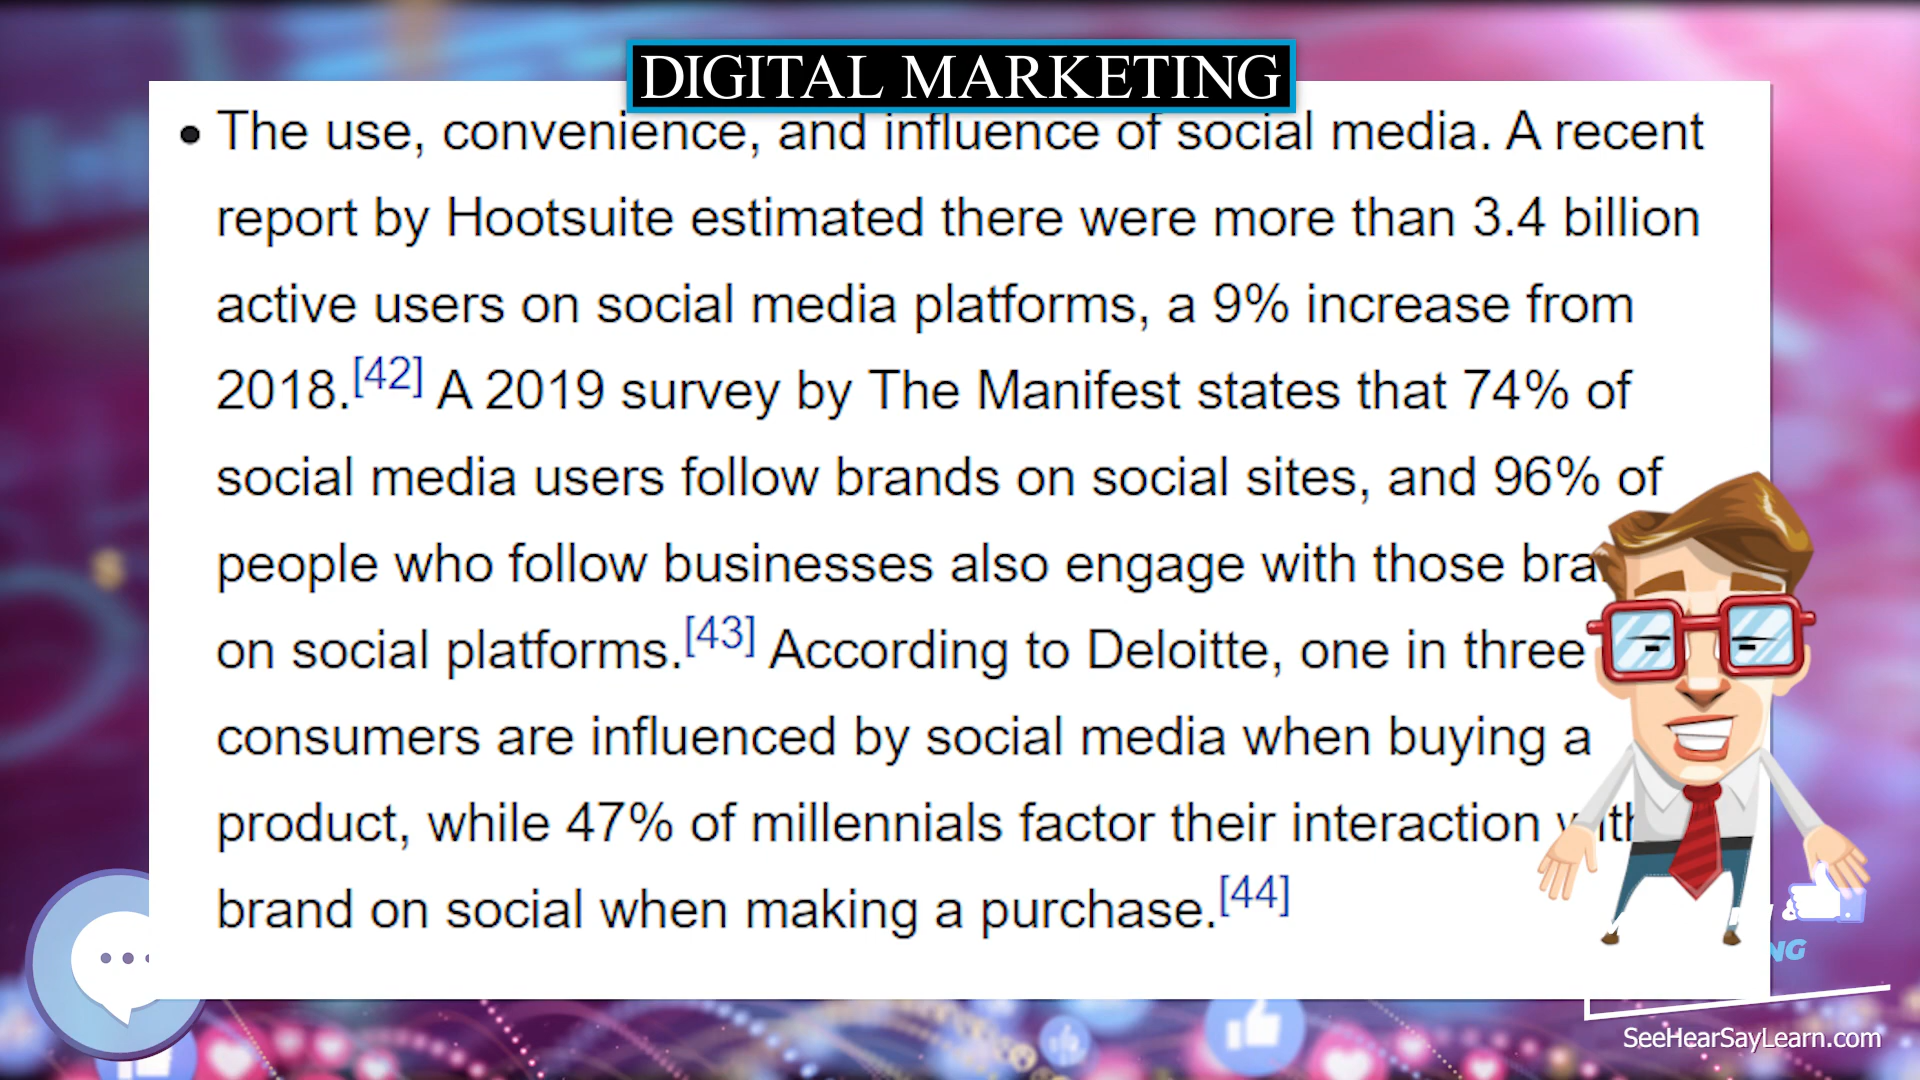 DIGITAL MARKETING
• The use, convenience, and influence of social media. A recent
report by Hootsuite estimated there were more than 3.4 billion
active users on social media platforms, a 9% increase from
2018.[42] A 2019 survey by The Manifest states that 74% of
social media users follow brands on social sites, and 96% of
people who follow businesses also engage with those
on social platforms.[43] According to Deloitte, one in three
consumers are influenced by social media when buying a
product, while 47% of millennials factor their interaction
brand on social when making a purchase.[44]
SeeHearSayLearn.com